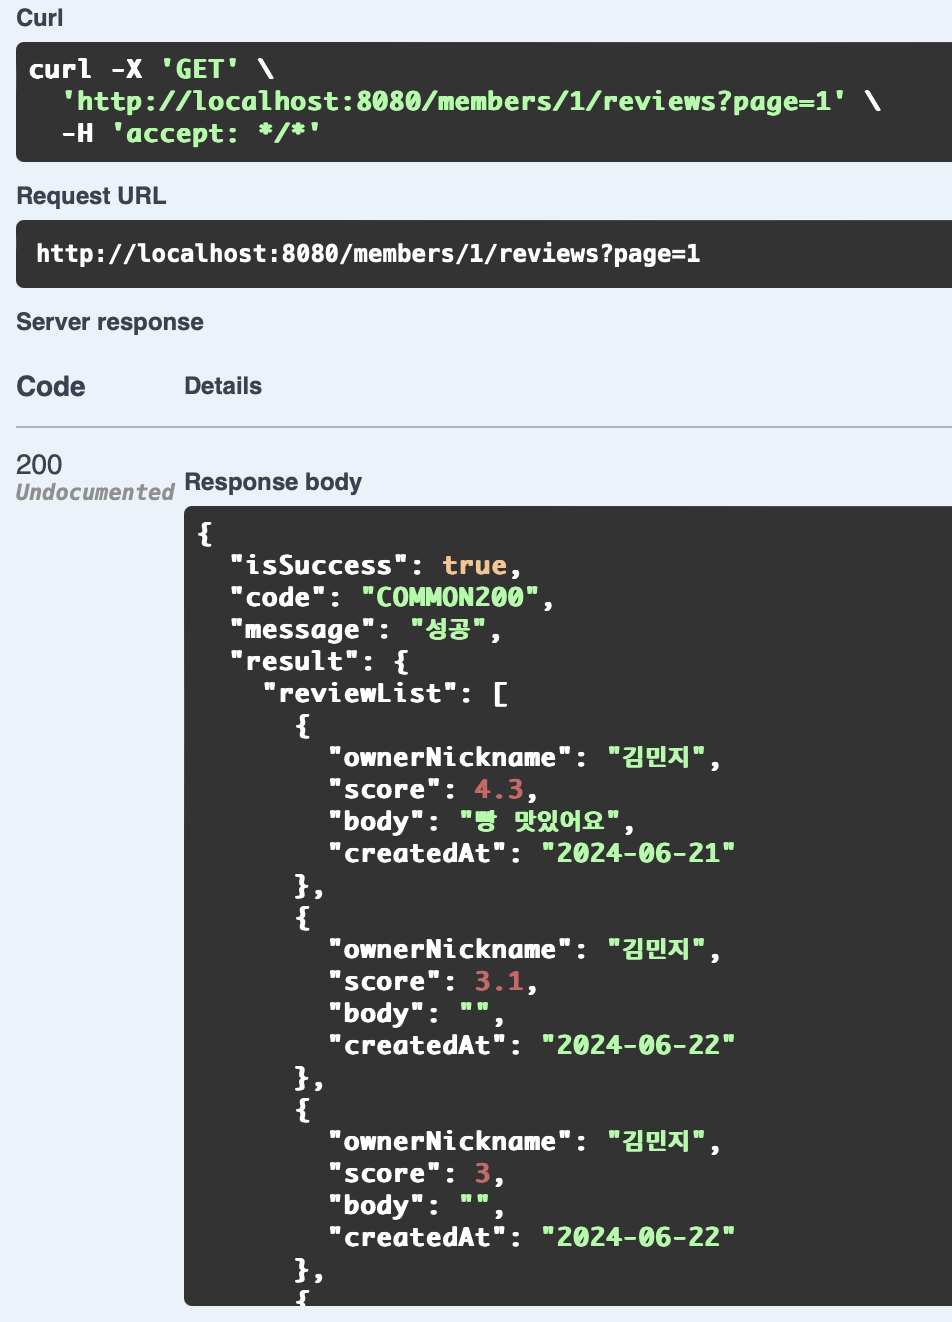 Curl
curl -X 'GET' \
  'http://localhost:8080/members/1/reviews?page=1' \
  -H 'accept: */*'
Request URL
http://localhost:8080/members/1/reviews?page=1
Server response
Code Details
200
Undocumented
Response body
{
  "isSuccess": true,
  "code": "COMMON200",
  "message": "성공",
  "result": {
    "reviewList": [
      {
        "ownerNickname": "김민지",
        "score": 4.3,
        "body": "빵 맛있어요",
        "createdAt": "2024-06-21"
      },
      {
        "ownerNickname": "김민지",
        "score": 3.1,
        "body": "",
        "createdAt": "2024-06-22"
      },
      {
        "ownerNickname": "김민지",
        "score": 3,
        "body": "",
        "createdAt": "2024-06-22"
      },
      {